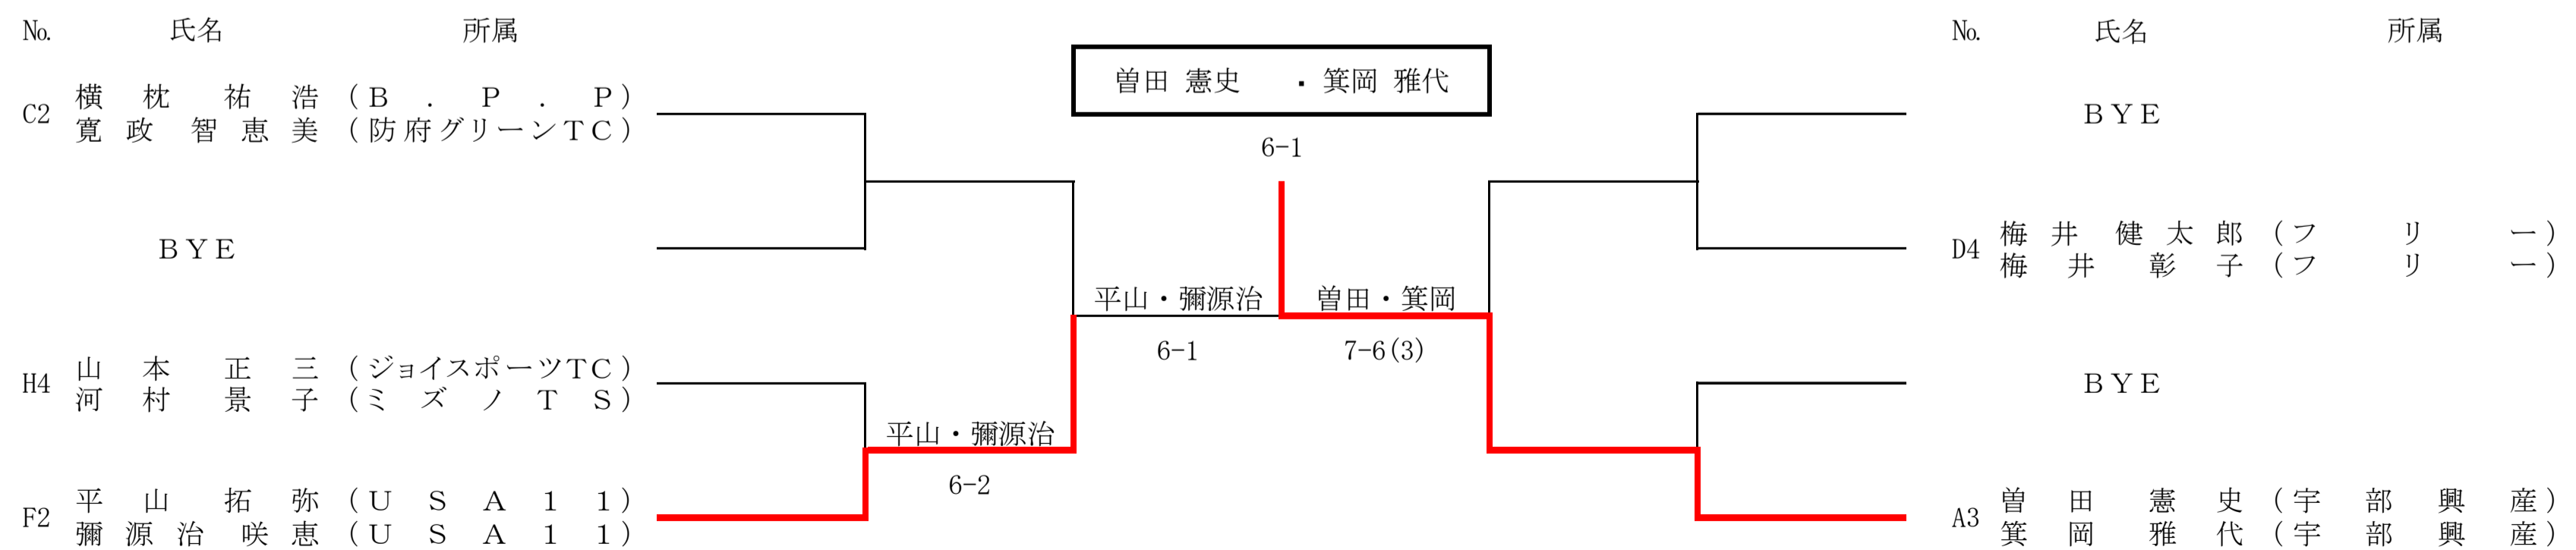 No. 氏名 所属
C2 横枕 祐浩 (B.P.P)
寛政 智恵美 (防府グリーンTC)
BYE
H4 山本 正三 (ジョイスポーツTC)
河村 景子 (ミズノTS)
F2 平山 拓弥 (USA11)
彌源治 咲恵 (USA11)
平山・彌源治
6-2
平山・彌源治
6-1
曽田 憲史 ・ 箕岡 雅代
6-1
曽田・箕岡
7-6(3)
No. 氏名 所属
BYE
D4 梅井 健太郎 (フリー)
梅井 彰子 (フリー)
BYE
A3 曽田 憲史 (宇部興産)
箕岡 雅代 (宇部興産)